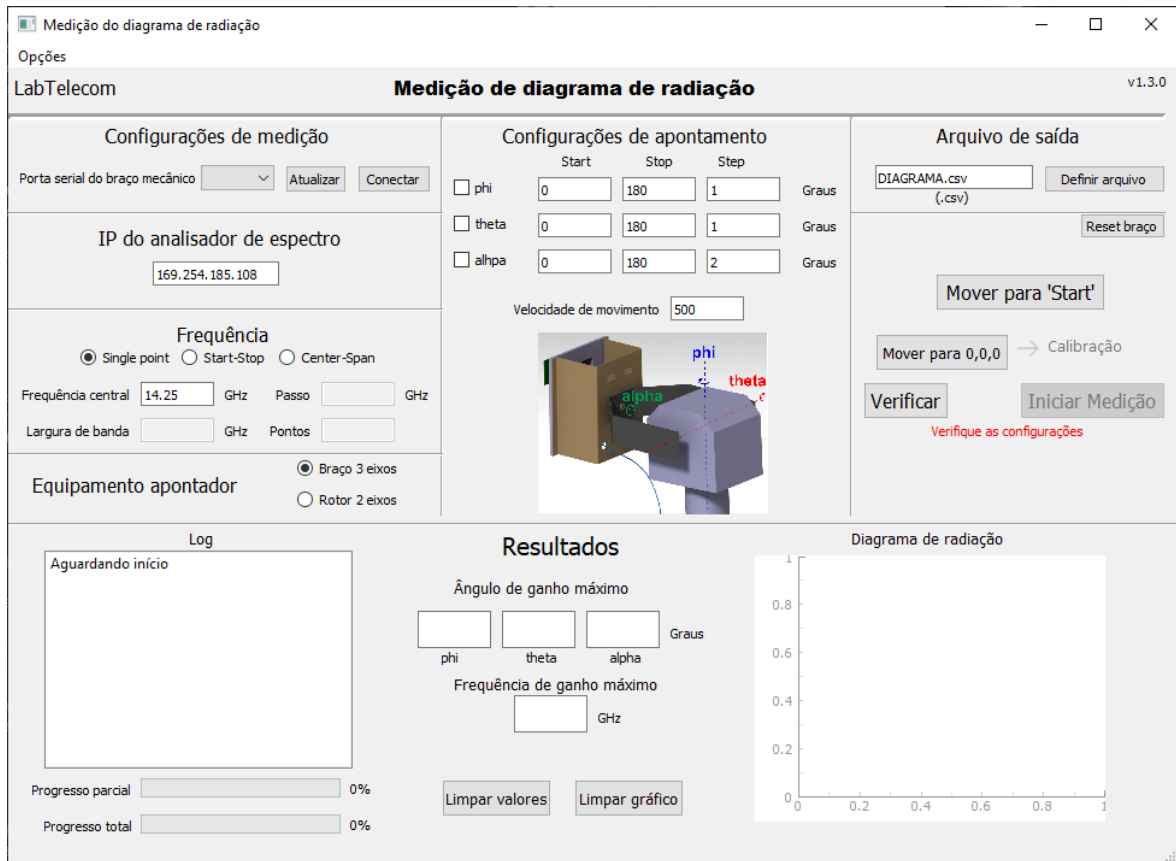 Medição do diagrama de radiação
Opções
LabTelecom
Medição de diagrama de radiação
v1.3.0
Configurações de medição
Porta serial do braço mecânico
Atualizar
Conectar
IP do analisador de espectro
169.254.185.108
Frequência
Single point
Start-Stop
Center-Span
Frequência central
14.25
GHz
Passo
GHz
Largura de banda
GHz
Pontos
Equipamento apontador
Braço 3 eixos
Rotor 2 eixos
Configurações de apontamento
Start
Stop
Step
phi
0
180
1
Graus
theta
0
180
1
Graus
alhpa
0
180
2
Graus
Velocidade de movimento
500
phi
theta
alpha
Arquivo de saída
DIAGRAMA.csv
Definir arquivo
(.csv)
Reset braço
Mover para 'Start'
Mover para 0,0,0
Calibração
Verificar
Iniciar Medição
Verifique as configurações
Log
Aguardando início
Progresso parcial
0%
Progresso total
0%
Resultados
Ângulo de ganho máximo
Graus
phi
theta
alpha
Frequência de ganho máximo
GHz
Limpar valores
Limpar gráfico
Diagrama de radiação
1
0.8
0.6
0.4
0.2
0
0
0.2
0.4
0.6
0.8
1